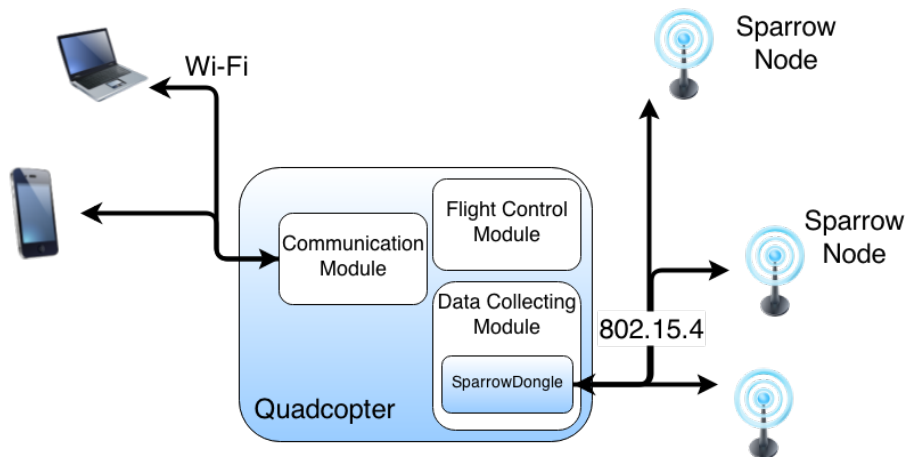 Wi-Fi
Sparrow
Node
Flight Control
Module
Communication
Module
Sparrow
Node
Data Collecting
Module
802.15.4
SparrowDongle
Quadcopter